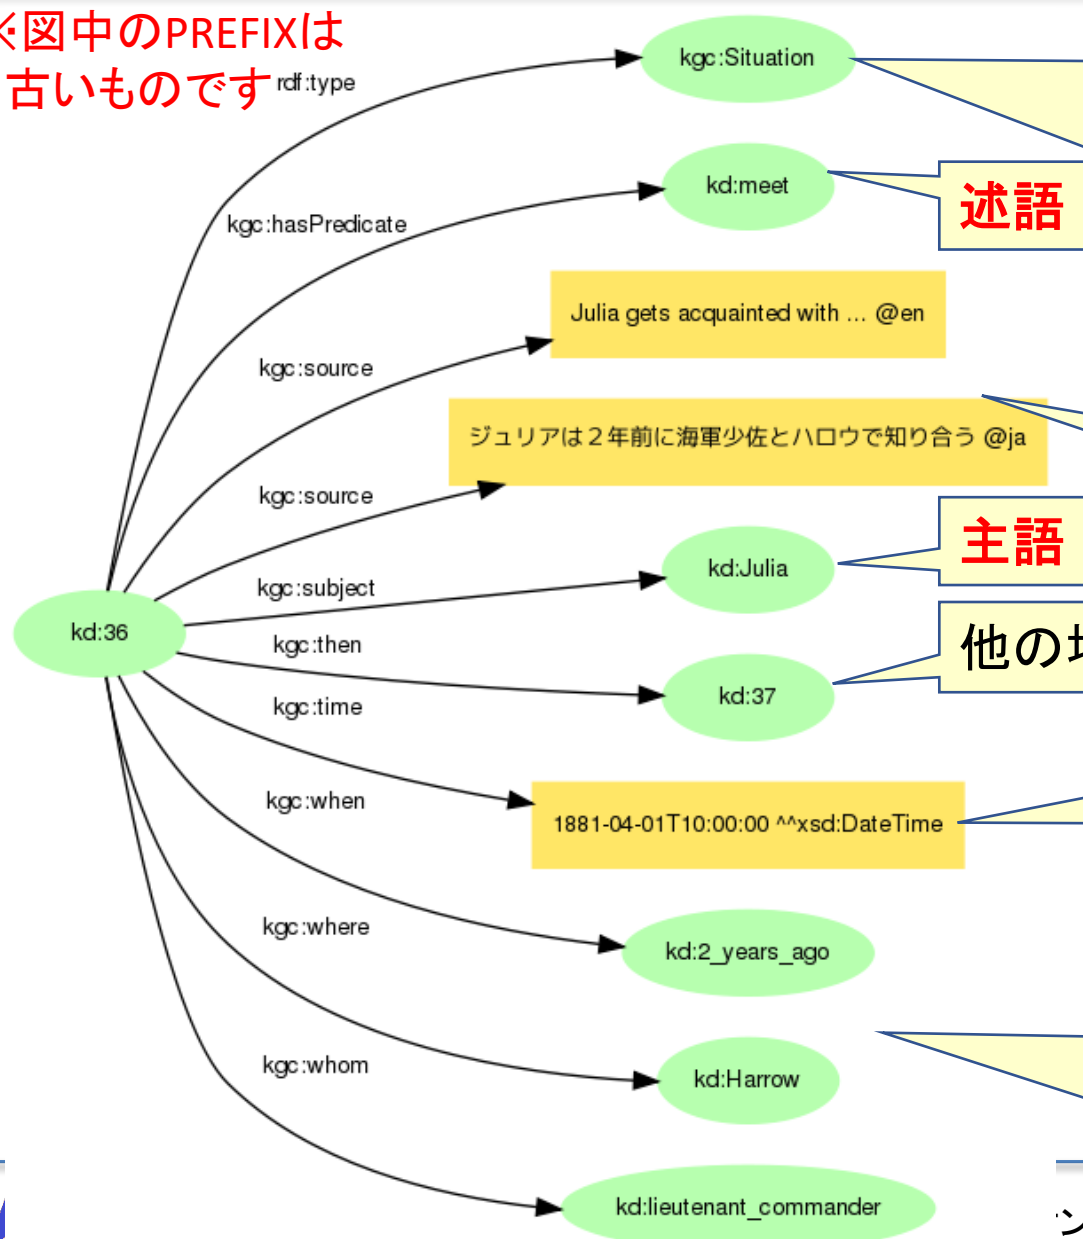 ※図中のPREFIXは
古いものです
rdf:type
kgc:Situation
kgc:hasPredicate
kd:meet
述語
kgc:source
Julia gets acquainted with ... @en
kgc:source
ジュリアは２年前に海軍少佐とハロウで知り合う @ja
kgc:subject
kd:Julia
主語
kd:36
kgc:then
kd:37
他の
kgc:time
1881-04-01T10:00:00 ^^xsd:DateTime
kgc:when
kd:2_years_ago
kgc:where
kd:Harrow
kgc:whom
kd:lieutenant_commander
ン